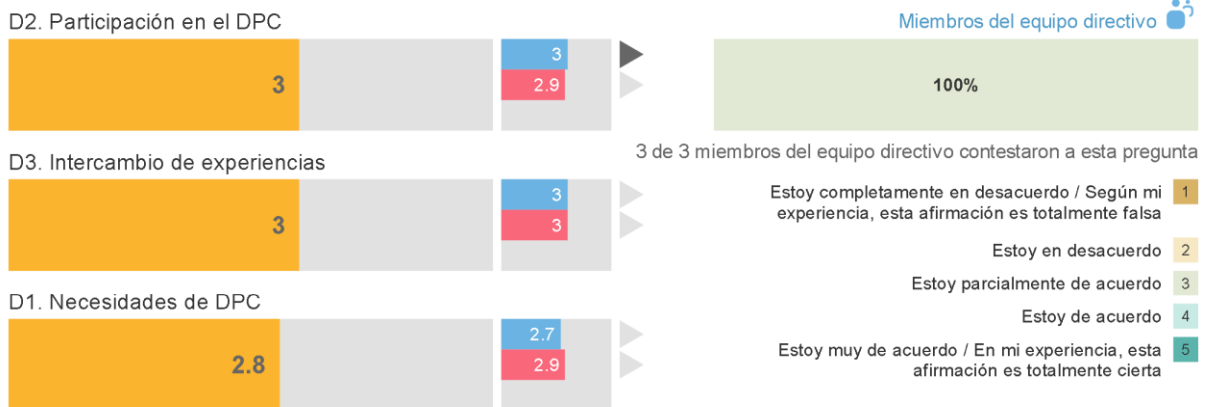 D2. Participación en el DPC
3
3
2.9
D3. Intercambio de experiencias
3
3
3
D1. Necesidades de DPC
2.8
2.7
2.9
Miembros del equipo directivo
100%
3 de 3 miembros del equipo directivo contestaron a esta pregunta
Estoy completamente en desacuerdo / Según mi 1
experiencia, esta afirmación es totalmente falsa
Estoy en desacuerdo 2
Estoy parcialmente de acuerdo 3
Estoy de acuerdo 4
Estoy muy de acuerdo / En mi experiencia, esta 5
afirmación es totalmente cierta